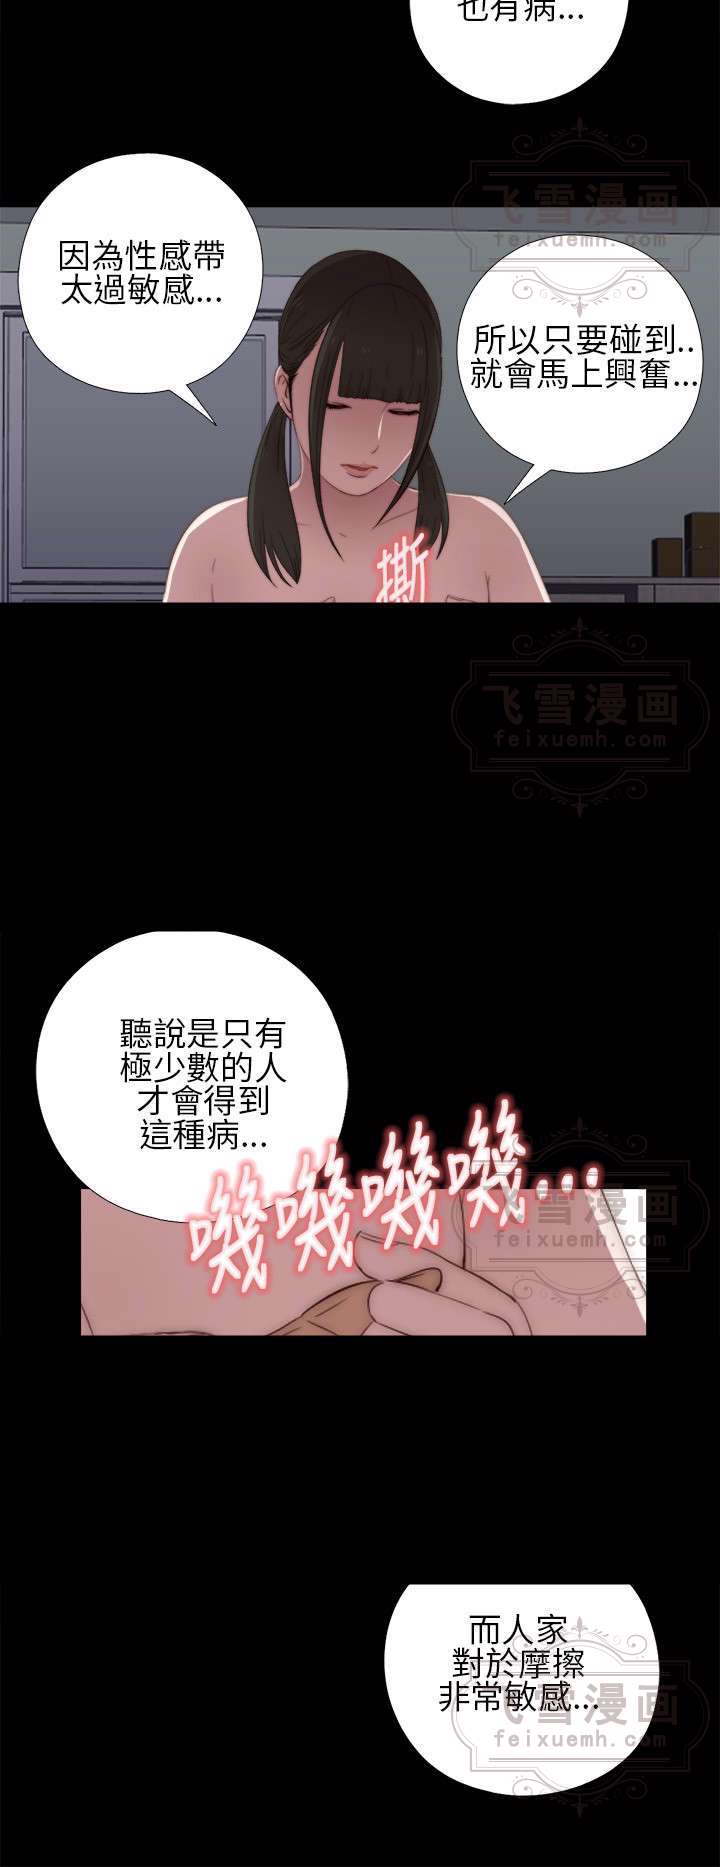 也有病...
飞雪漫画
feixuemh.com
因為性感帶
太過敏感...
所以只要碰到..
就會馬上興奮...
撕
飞雪漫画
feixuemh.com
聽說是只有
極少數的人
才會得到
這種病...
嘰嘰嘰嘰...
飞雪漫画
feixuemh.com
而人家
對於摩擦
非常敏感...
飞雪漫画
feixuemh.com